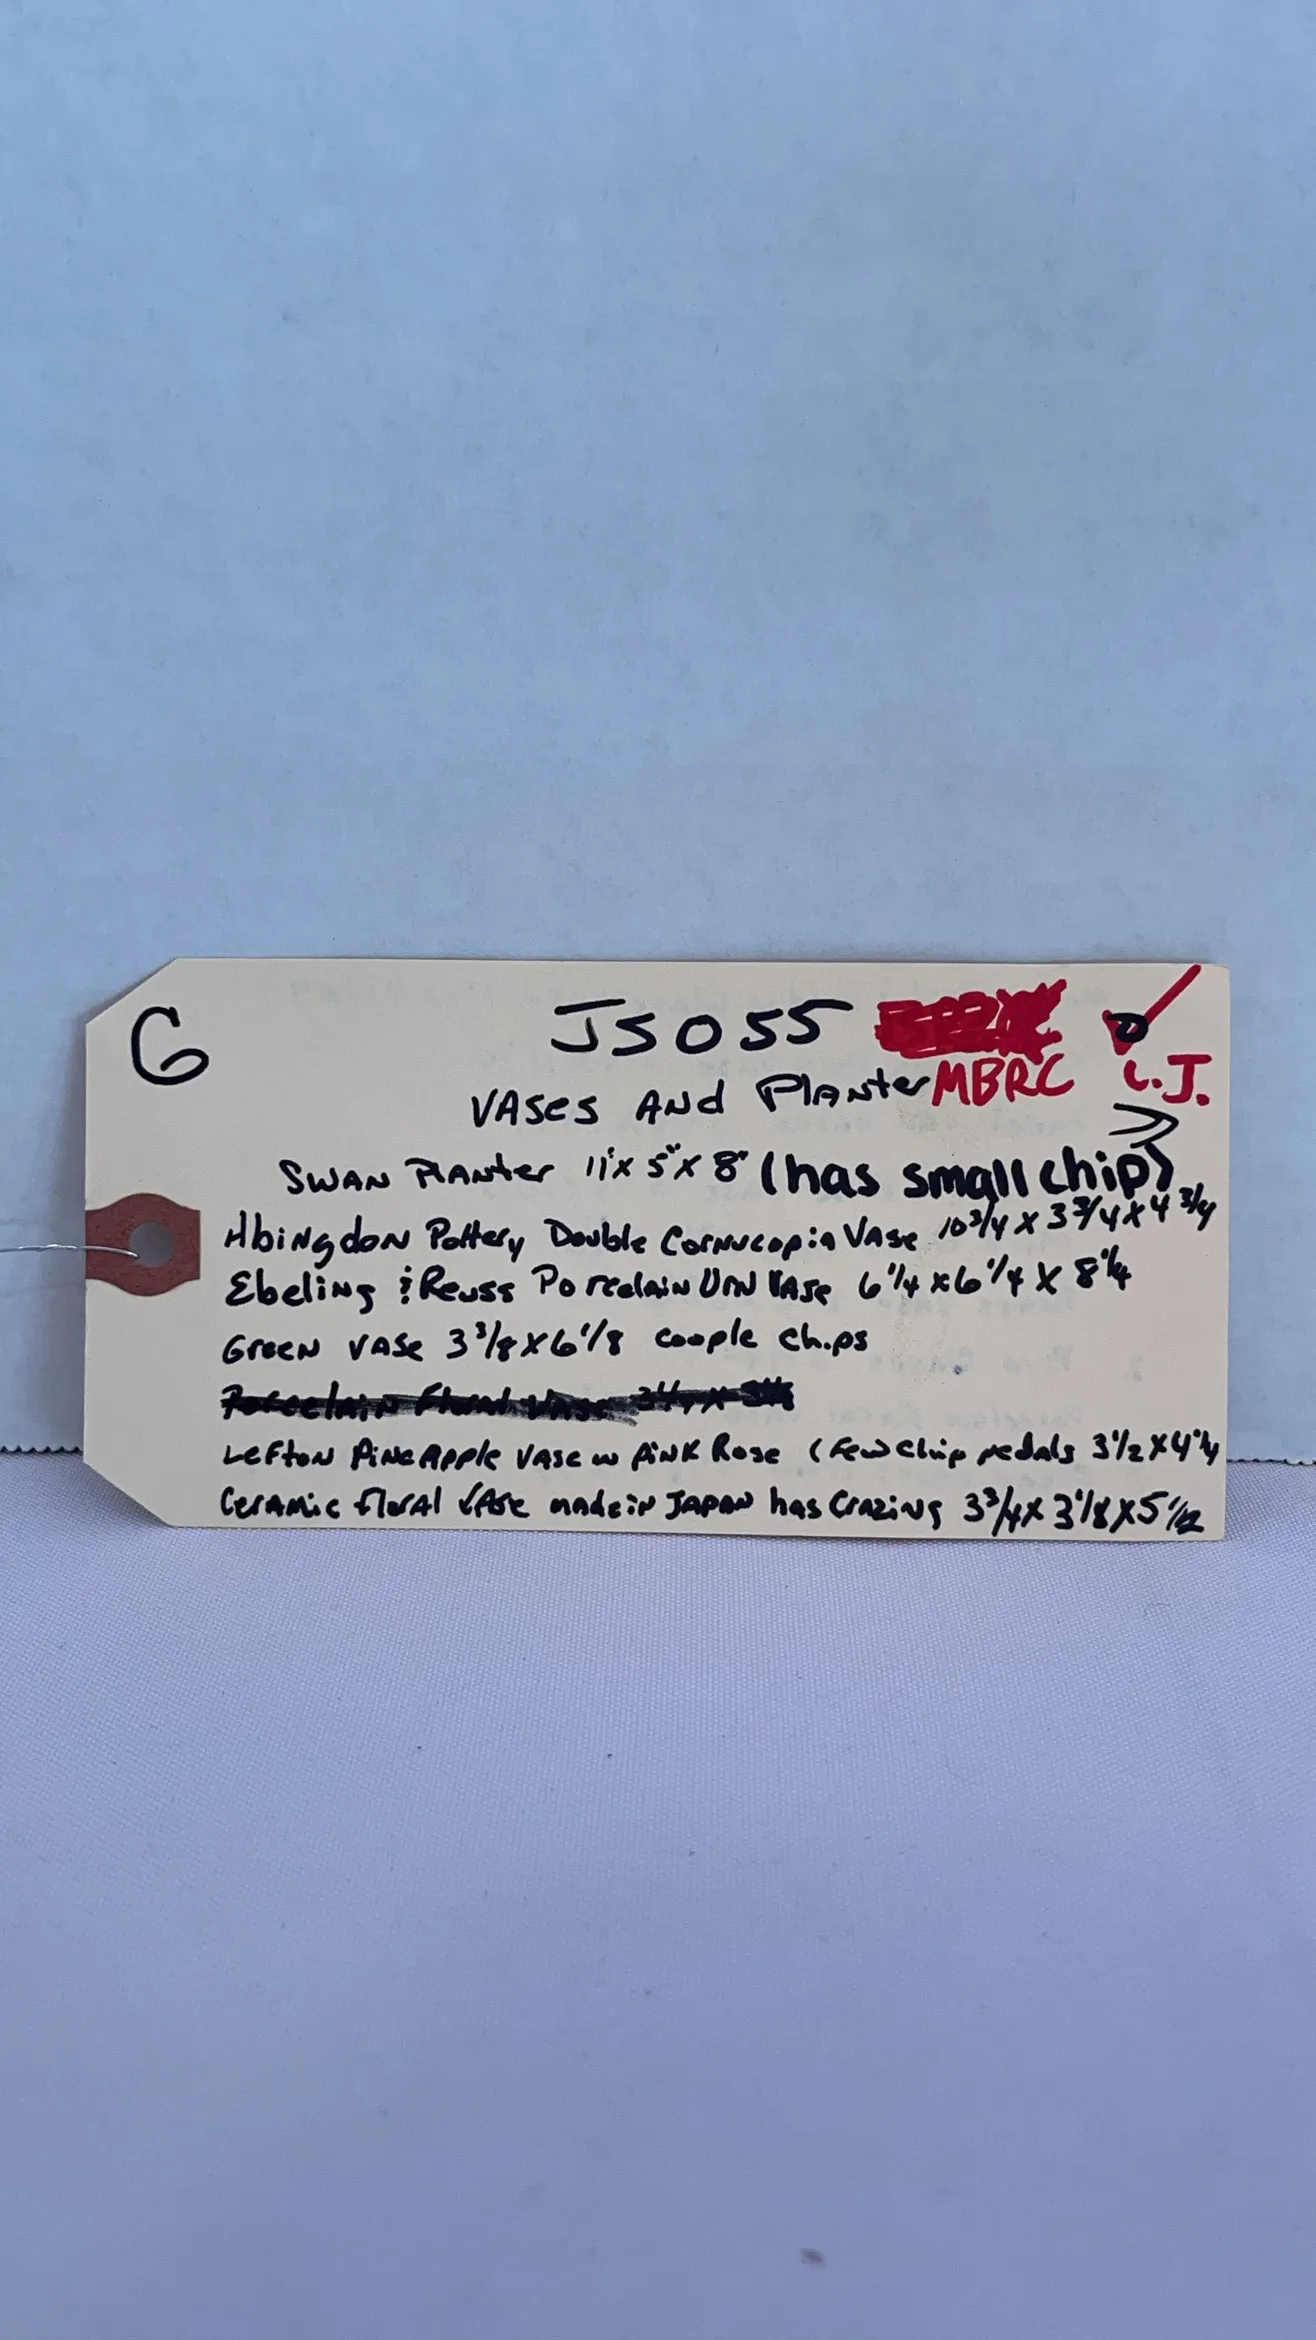 G
JS055
VASES AND Planter MBRC L.J.
SWAN Planter 11" X 5" X 8" (has small chip)
Abingdon Pottery Double Cornucopia Vase 10 3/4 X 3 3/4 X 4 3/4
Ebeling & Reuss Porcelain Urn Vase 6 1/4 x 6 1/4 X 8 1/4
Green VASE 3 3/8 X 6 1/8 couple chips
Porcelain Floral Vase
Lefton PineApple VASE w PiNK Rose (few chip pedals 3 1/2 X 4 1/4
Ceramic floral VAse made in JAPAN has Crazing 3 3/4 X 3 1/8 X 5 1/2